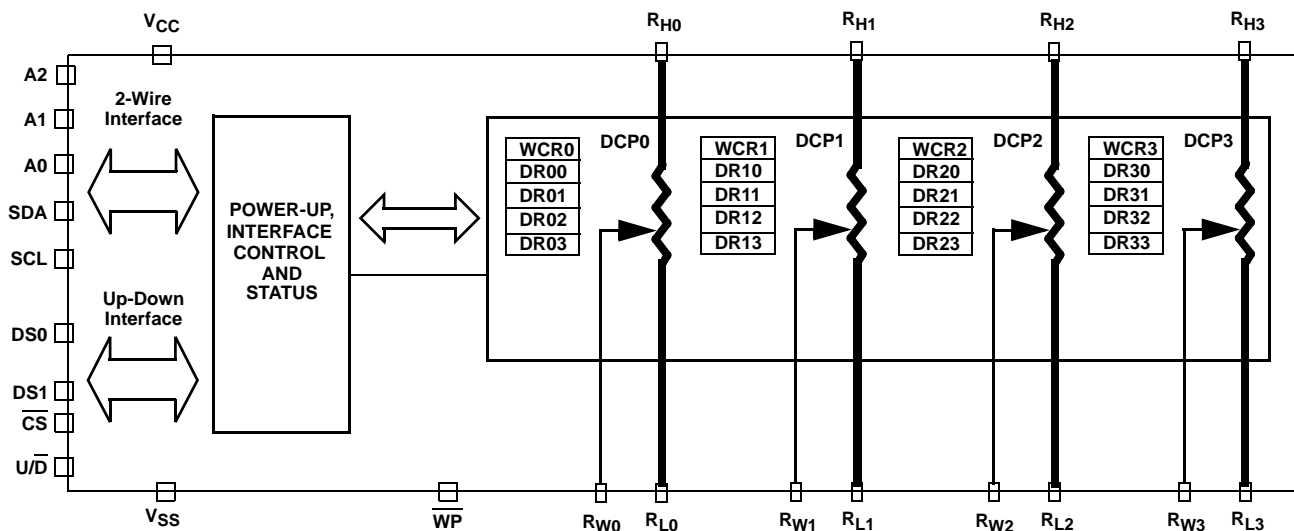 VCC
RH0
RH1
RH2
RH3
A2
A1
A0
SDA
SCL
DS0
DS1
CS
U/D
2-Wire
Interface
Up-Down
Interface
POWER-UP,
INTERFACE
CONTROL
AND
STATUS
WCR0
DR00
DR01
DR02
DR03
DCP0
WCR1
DR10
DR11
DR12
DR13
DCP1
WCR2
DR20
DR21
DR22
DR23
DCP2
WCR3
DR30
DR31
DR32
DR33
DCP3
VSS
WP
RW0
RL0
RW1
RL1
RW2
RL2
RW3
RL3